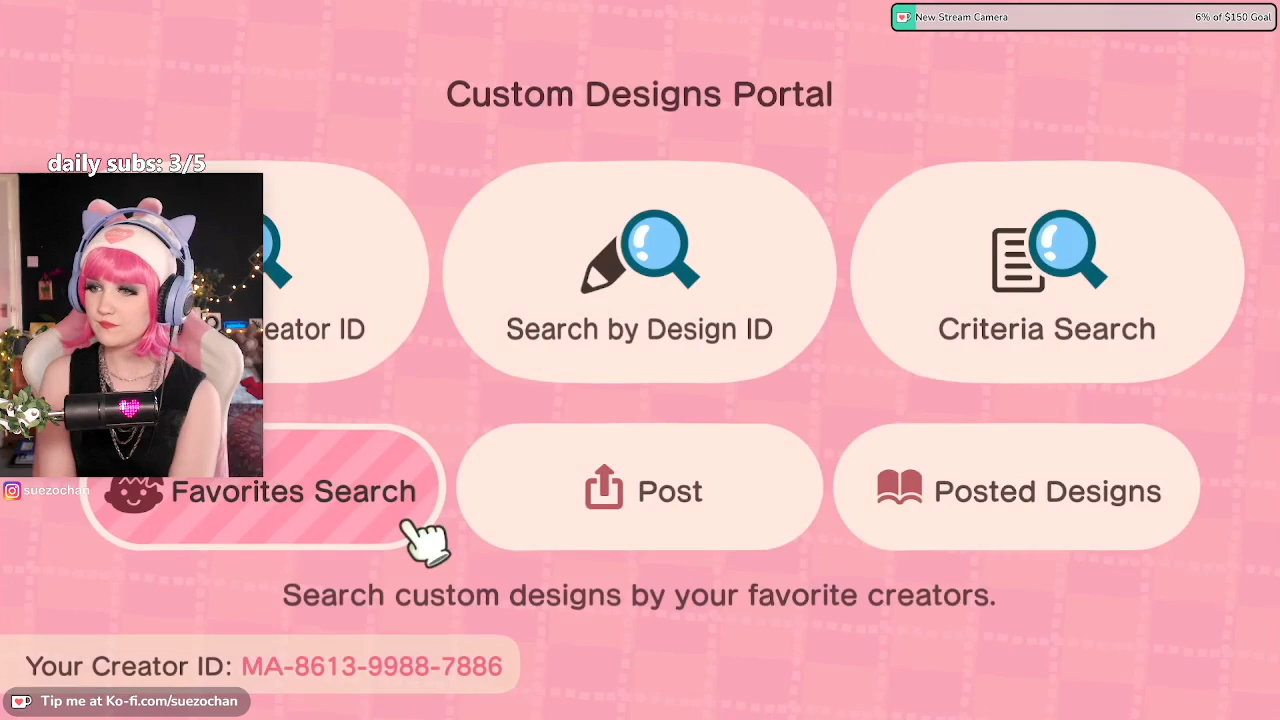 New Stream Camera 6% of $150 Goal
Custom Designs Portal
daily subs: 3/5
eator ID
Search by Design ID
Criteria Search
suezochan
Favorites Search
Post
Posted Designs
Search custom designs by your favorite creators.
Your Creator ID: MA-8613-9988-7886
Tip me at Ko-fi.com/suezochan